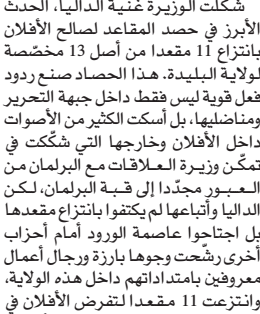 شكلت الوزيرة غنية الداليا، الحدث
الأبرز في حصد المقاعد لصالح الأفلان
بانتزاع 11 مقعدا من أصل 13 مخصّصة
لولاية البليدة. هذا الحصاد صنع ردود
فعل قوية ليس فقط داخل جبهة التحرير
ومناضليها، بل أسكت الكثير من الأصوات
داخل الأفلان وخارجها التي شكّكت في
تمكّن وزيرة العلاقات مع البرلمان من
العبور مجدّدا إلى قبة البرلمان، لكن
الداليا وأتباعها لم يكتفوا بانتزاع مقعدها
بل اجتاحوا عاصمة الورود أمام أحزاب
أخرى رشّحت وجوها بارزة ورجال أعمال
معروفين بامتداداتهم داخل هذه الولاية،
وانتزعت 11 مقعدا لتفرض الأفلان في